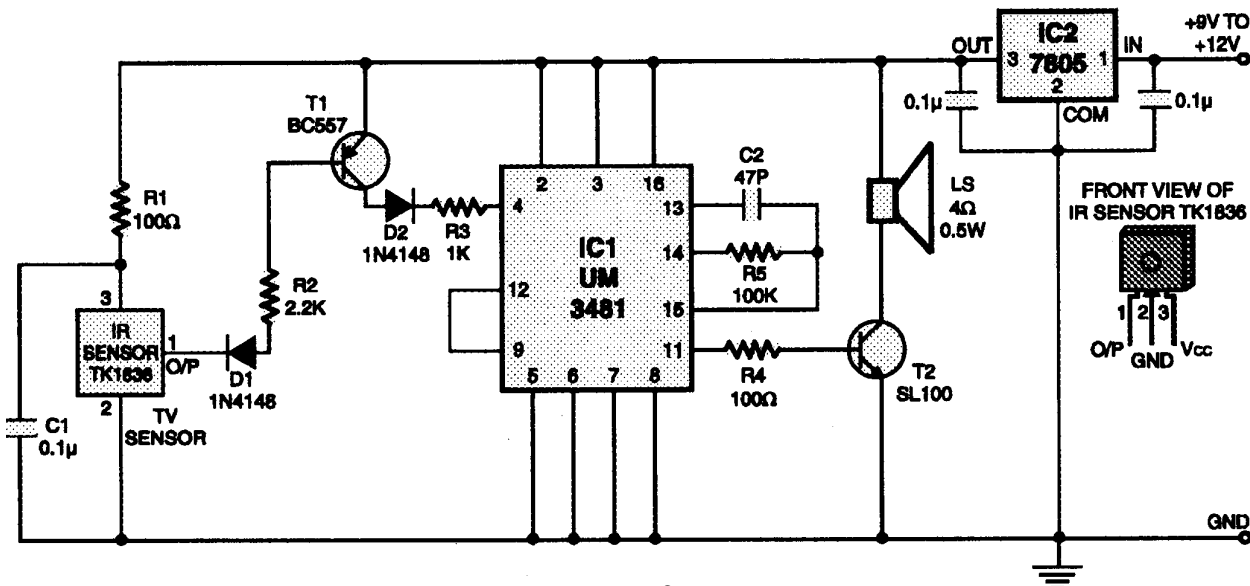 +9V TO
+12V
IC2
7805
OUT
3
1
IN
2
COM
0.1µ
0.1µ
T1
BC557
R1
100Ω
D2
1N4148
R3
1K
R2
2.2K
2
3
16
4
IC1
UM
3481
12
9
5
6
7
8
13
14
15
11
C2
47P
R5
100K
R4
100Ω
LS
4Ω
0.5W
T2
SL100
FRONT VIEW OF
IR SENSOR TK1836
1
2
3
O/P
GND
Vcc
3
IR
SENSOR
TK1836
1
O/P
2
D1
1N4148
TV
SENSOR
C1
0.1µ
GND